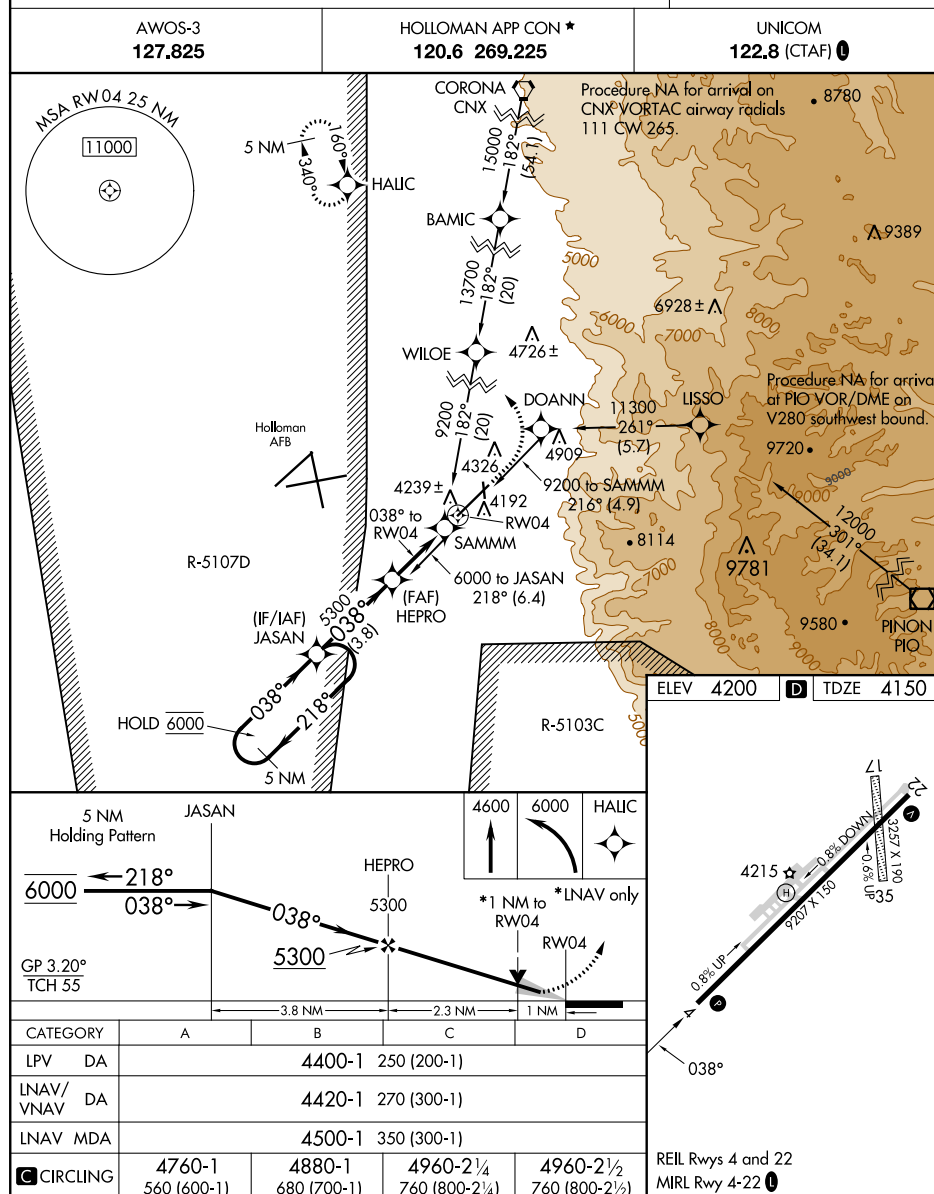 AWOS-3
127.825
HOLLOMAN APP CON ★
120.6 269.225
UNICOM
122.8 (CTAF) L
MSA RW04 25 NM
11000
5 NM
160°
340°
HALIC
CORONA
CNX
Procedure NA for arrival on
CNX VORTAC airway radials
111 CW 265.
8780
15000
182°
(54.1)
BAMIC
9389
5000
13700
182°
(20)
6928±
6000
7000
8000
WILOE
4726±
Procedure NA for arriva
at PIO VOR/DME on
V280 southwest bound.
DOANN
11300
261°
(5.7)
LISSO
9200
182°
(20)
Holloman
AFB
4909
9720
9000
9000
4326
9200 to SAMMM
216° (4.9)
4239±
4192
RW04
12000
301°
(34.1)
038° to
RW04
SAMMM
8114
9781
R-5107D
6000 to JASAN
218° (6.4)
7000
(FAF)
HEPRO
5300
038°
(3.8)
(IF/IAF)
JASAN
9580
PINON
PIO
8000
9000
038°
218°
HOLD 6000
5 NM
R-5103C
5000
ELEV 4200 D TDZE 4150
17
22
0.8% DOWN
3257 X 190
0.6% UP
35
4215
H
9207 X 150
A
0.8% UP
P
4
038°
REIL Rwys 4 and 22
MIRL Rwy 4-22 L
5 NM
Holding Pattern
JASAN
4600
6000
HALIC
6000
218°
038°
HEPRO
5300
*1 NM to
RW04
*LNAV only
038°
5300
RW04
GP 3.20°
TCH 55
3.8 NM
2.3 NM
1 NM
CATEGORY A B C D
LPV DA 4400-1 250 (200-1)
LNAV/
VNAV DA 4420-1 270 (300-1)
LNAV MDA 4500-1 350 (300-1)
C CIRCLING 4760-1 4880-1 4960-2¼ 4960-2½
560 (600-1) 680 (700-1) 760 (800-2¼) 760 (800-2½)